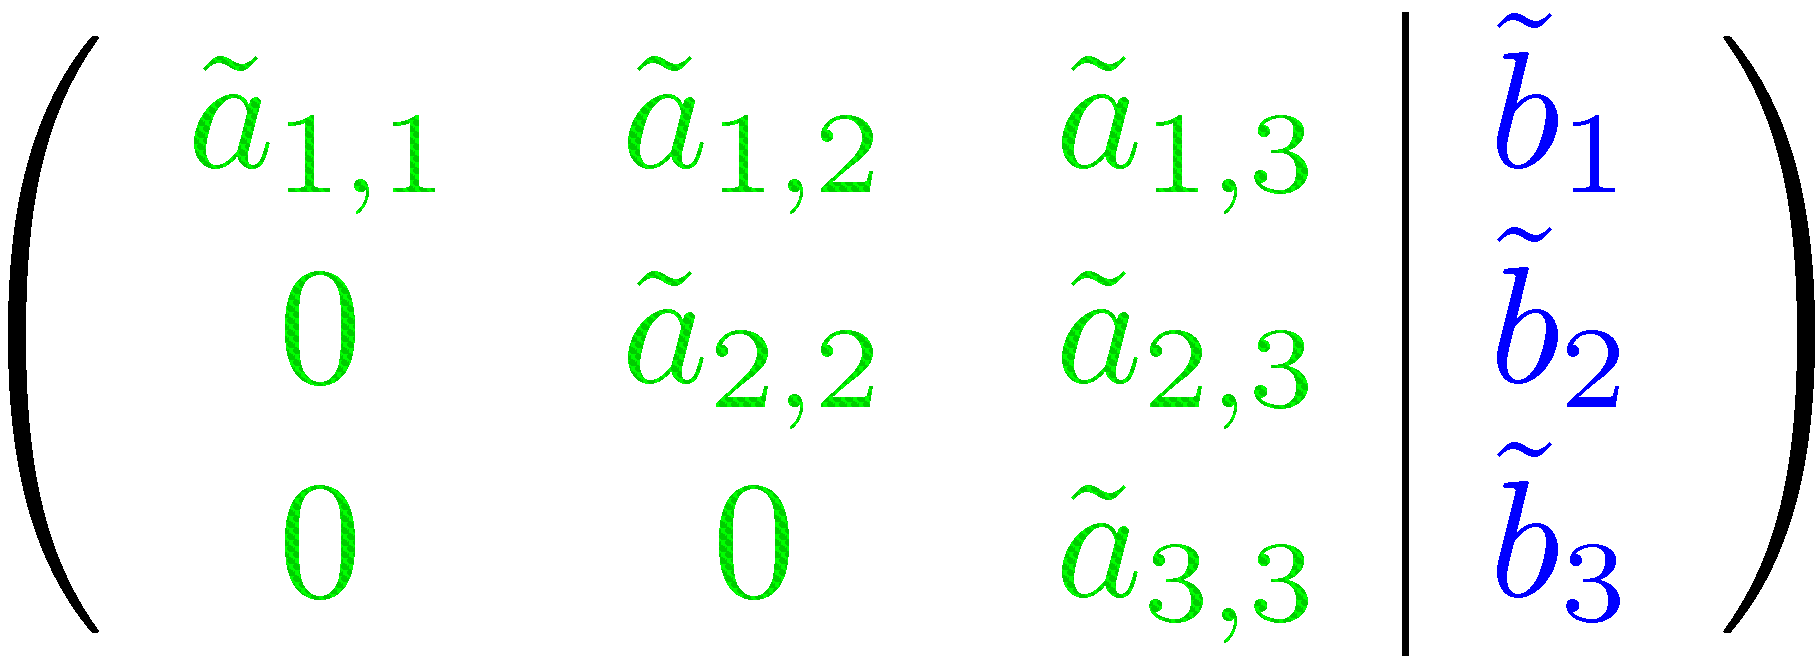 ã1,1 ã1,2 ã1,3 | b̃1
0 ã2,2 ã2,3 | b̃2
0 0 ã3,3 | b̃3